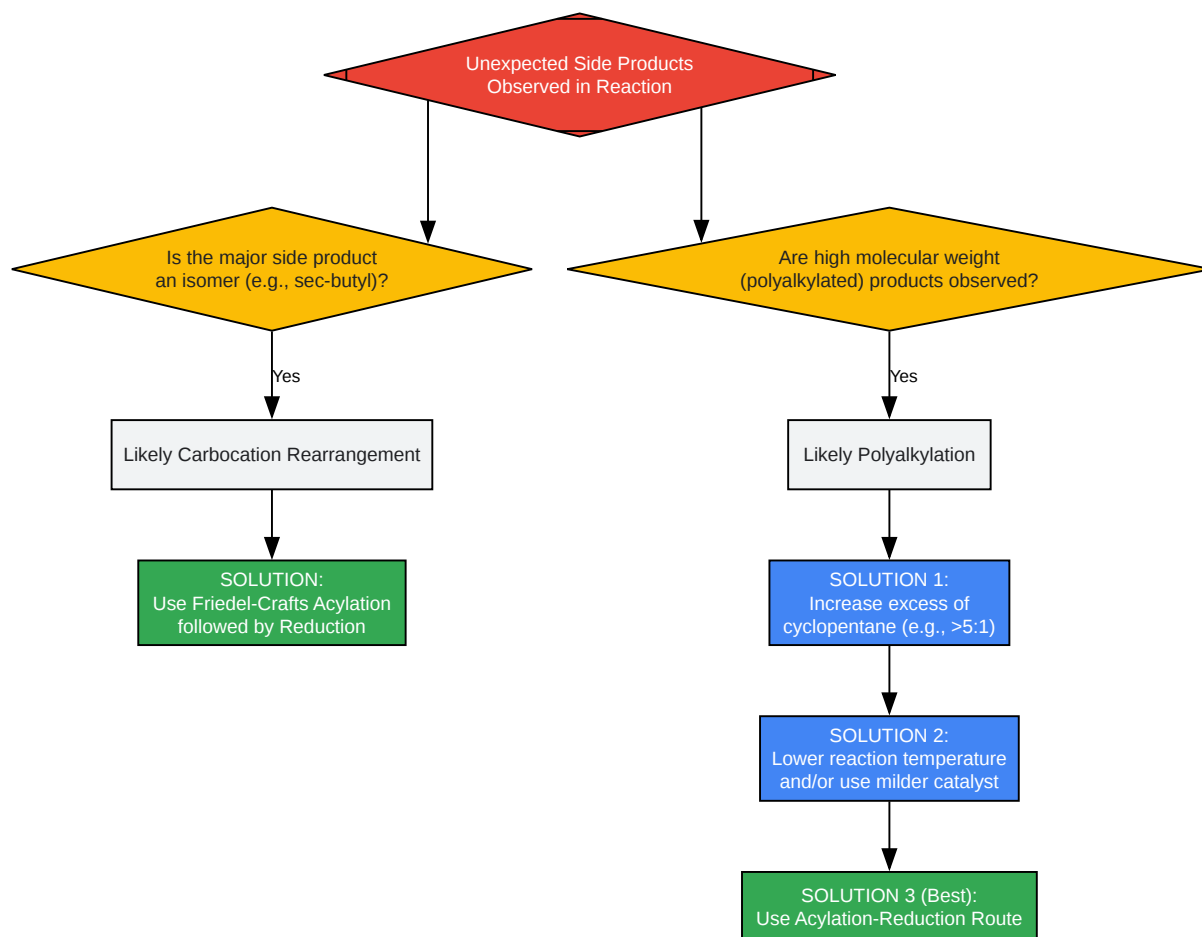 Unexpected Side Products
Observed in Reaction
Is the major side product
an isomer (e.g., sec-butyl)?
Are high molecular weight
(polyalkylated) products observed?
Yes
Yes
Likely Carbocation Rearrangement
Likely Polyalkylation
SOLUTION:
Use Friedel-Crafts Acylation
followed by Reduction
SOLUTION 1:
Increase excess of
cyclopentane (e.g., >5:1)
SOLUTION 2:
Lower reaction temperature
and/or use milder catalyst
SOLUTION 3 (Best):
Use Acylation-Reduction Route